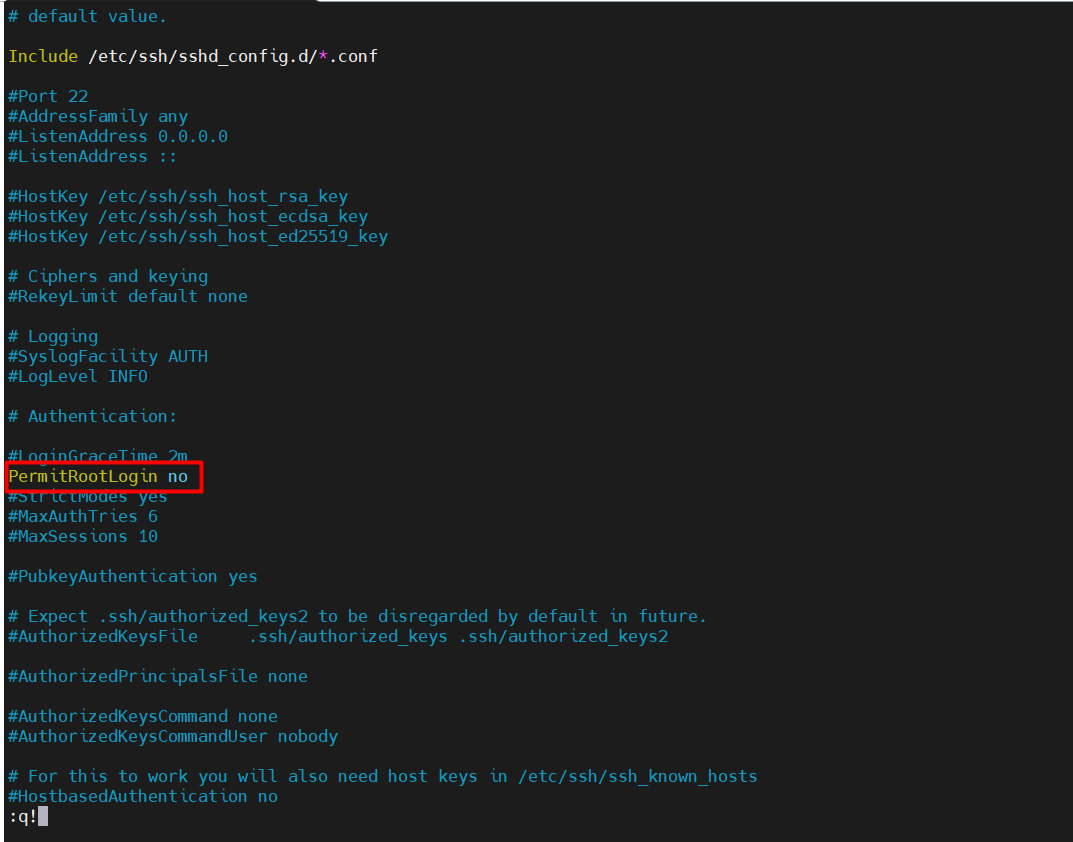 # default value.
Include /etc/ssh/sshd_config.d/*.conf
#Port 22
#AddressFamily any
#ListenAddress 0.0.0.0
#ListenAddress ::
#HostKey /etc/ssh/ssh_host_rsa_key
#HostKey /etc/ssh/ssh_host_ecdsa_key
#HostKey /etc/ssh/ssh_host_ed25519_key
# Ciphers and keying
#RekeyLimit default none
# Logging
#SyslogFacility AUTH
#LogLevel INFO
# Authentication:
#LoginGraceTime 2m
PermitRootLogin no
#StrictModes yes
#MaxAuthTries 6
#MaxSessions 10
#PubkeyAuthentication yes
# Expect .ssh/authorized_keys2 to be disregarded by default in future.
#AuthorizedKeysFile     .ssh/authorized_keys .ssh/authorized_keys2
#AuthorizedPrincipalsFile none
#AuthorizedKeysCommand none
#AuthorizedKeysCommandUser nobody
# For this to work you will also need host keys in /etc/ssh/ssh_known_hosts
#HostbasedAuthentication no
:q!